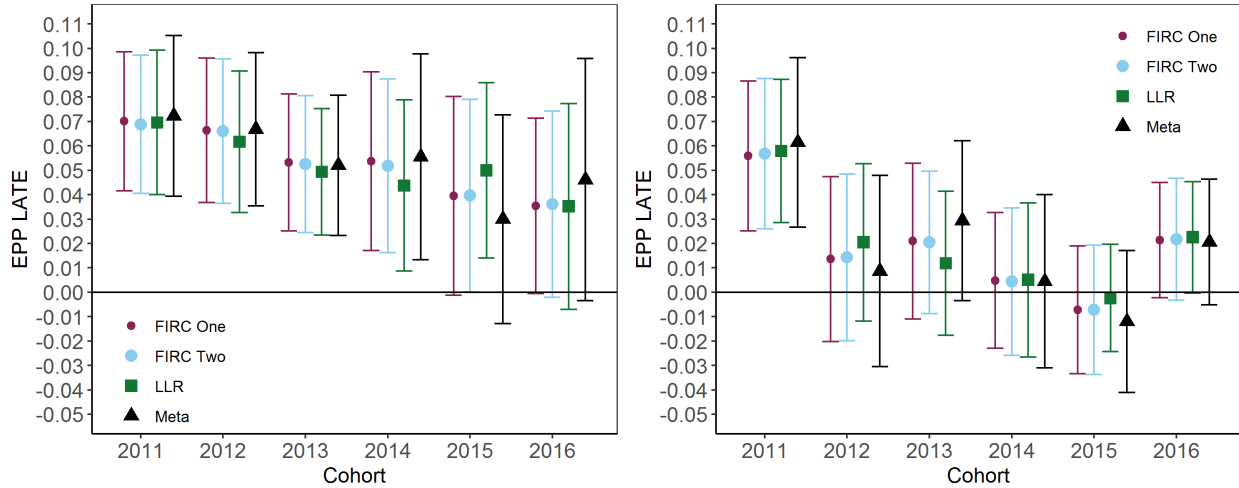 EPP LATE
0.11
0.10
0.09
0.08
0.07
0.06
0.05
0.04
0.03
0.02
0.01
0.00
-0.01
-0.02
-0.03
-0.04
-0.05
FIRC One
FIRC Two
LLR
Meta
2011 2012 2013 2014 2015 2016
Cohort
EPP LATE
0.11
0.10
0.09
0.08
0.07
0.06
0.05
0.04
0.03
0.02
0.01
0.00
-0.01
-0.02
-0.03
-0.04
-0.05
FIRC One
FIRC Two
LLR
Meta
2011 2012 2013 2014 2015 2016
Cohort